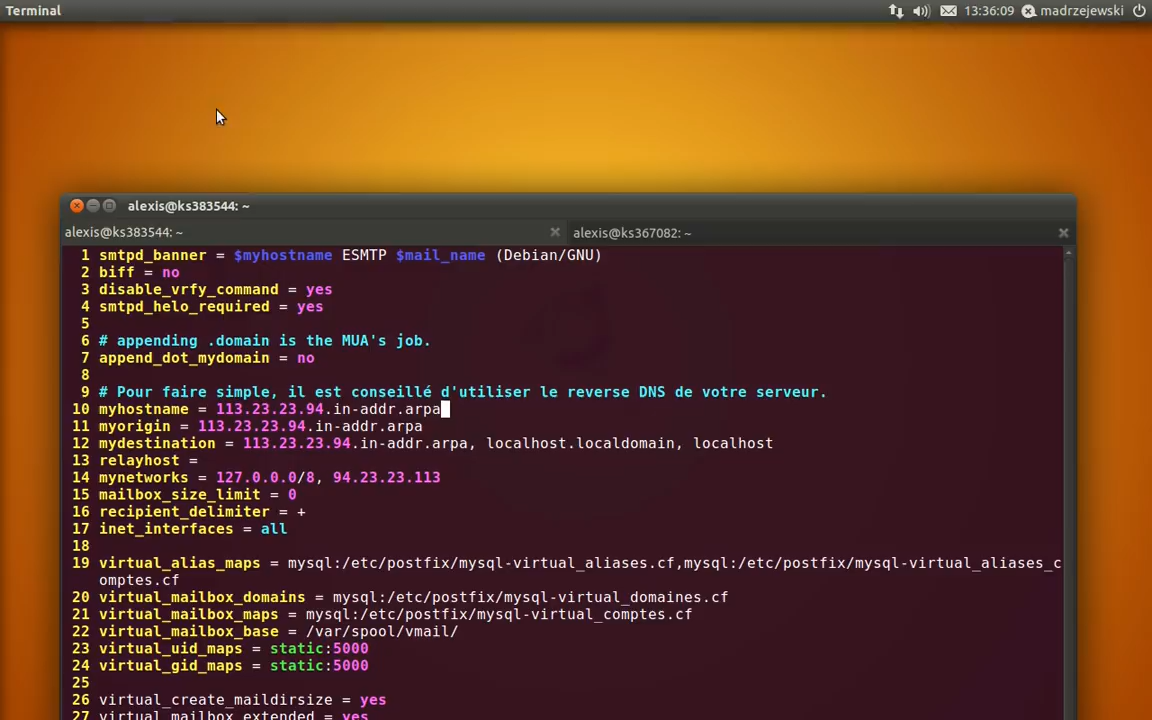 Terminal 13:36:09 madrzejewski
alexis@ks383544: ~
alexis@ks383544: ~ alexis@ks367082: ~
1 smtpd_banner = $myhostname ESMTP $mail_name (Debian/GNU)
2 biff = no
3 disable_vrfy_command = yes
4 smtpd_helo_required = yes
5
6 # appending .domain is the MUA's job.
7 append_dot_mydomain = no
8
9 # Pour faire simple, il est conseillé d'utiliser le reverse DNS de votre serveur.
10 myhostname = 113.23.23.94.in-addr.arpa
11 myorigin = 113.23.23.94.in-addr.arpa
12 mydestination = 113.23.23.94.in-addr.arpa, localhost.localdomain, localhost
13 relayhost =
14 mynetworks = 127.0.0.0/8, 94.23.23.113
15 mailbox_size_limit = 0
16 recipient_delimiter = +
17 inet_interfaces = all
18
19 virtual_alias_maps = mysql:/etc/postfix/mysql-virtual_aliases.cf,mysql:/etc/postfix/mysql-virtual_aliases_c
omptes.cf
20 virtual_mailbox_domains = mysql:/etc/postfix/mysql-virtual_domaines.cf
21 virtual_mailbox_maps = mysql:/etc/postfix/mysql-virtual_comptes.cf
22 virtual_mailbox_base = /var/spool/vmail/
23 virtual_uid_maps = static:5000
24 virtual_gid_maps = static:5000
25
26 virtual_create_maildirsize = yes
27 virtual_mailbox_extended = yes